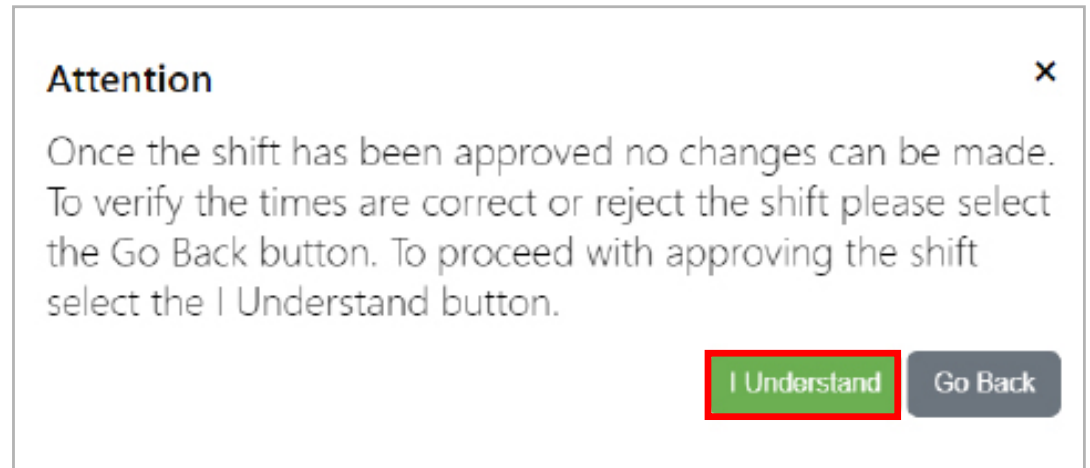 Attention ×
Once the shift has been approved no changes can be made.
To verify the times are correct or reject the shift please select
the Go Back button. To proceed with approving the shift
select the I Understand button.
I Understand Go Back